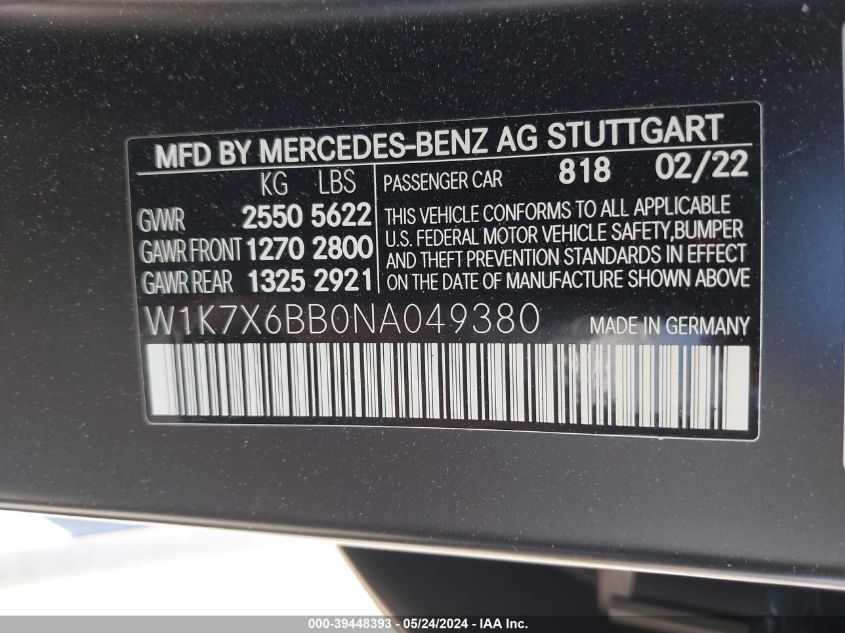 MFD BY MERCEDES-BENZ AG STUTTGART
KG LBS
GVWR 2550 5622
GAWR FRONT 1270 2800
GAWR REAR 1325 2921
PASSENGER CAR 818 02/22
THIS VEHICLE CONFORMS TO ALL APPLICABLE
U.S. FEDERAL MOTOR VEHICLE SAFETY,BUMPER
AND THEFT PREVENTION STANDARDS IN EFFECT
ON THE DATE OF MANUFACTURE SHOWN ABOVE
W1K7X6BB0NA049380 MADE IN GERMANY
000-39448393 - 05/24/2024 - IAA Inc.